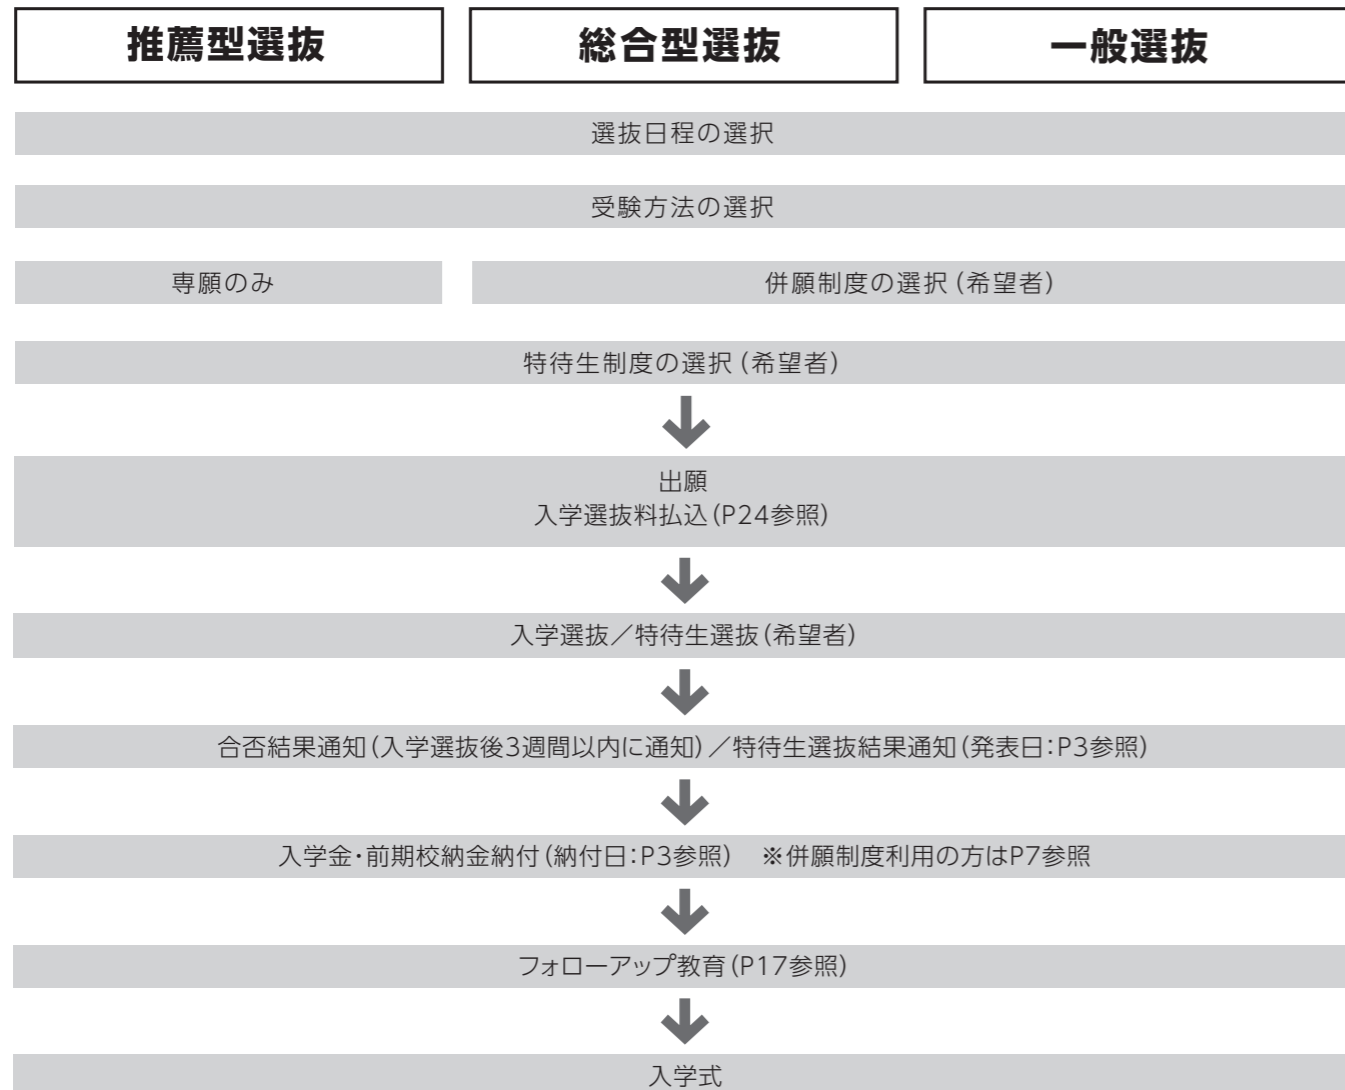 推薦型選抜
総合型選抜
一般選抜
選抜日程の選択
受験方法の選択
専願のみ
併願制度の選択(希望者)
特待生制度の選択(希望者)
出願
入学選抜料払込(P24参照)
入学選抜／特待生選抜(希望者)
合否結果通知(入学選抜後3週間以内に通知)／特待生選抜結果通知(発表日:P3参照)
入学金・前期校納金納付(納付日:P3参照)　※併願制度利用の方はP7参照
フォローアップ教育(P17参照)
入学式